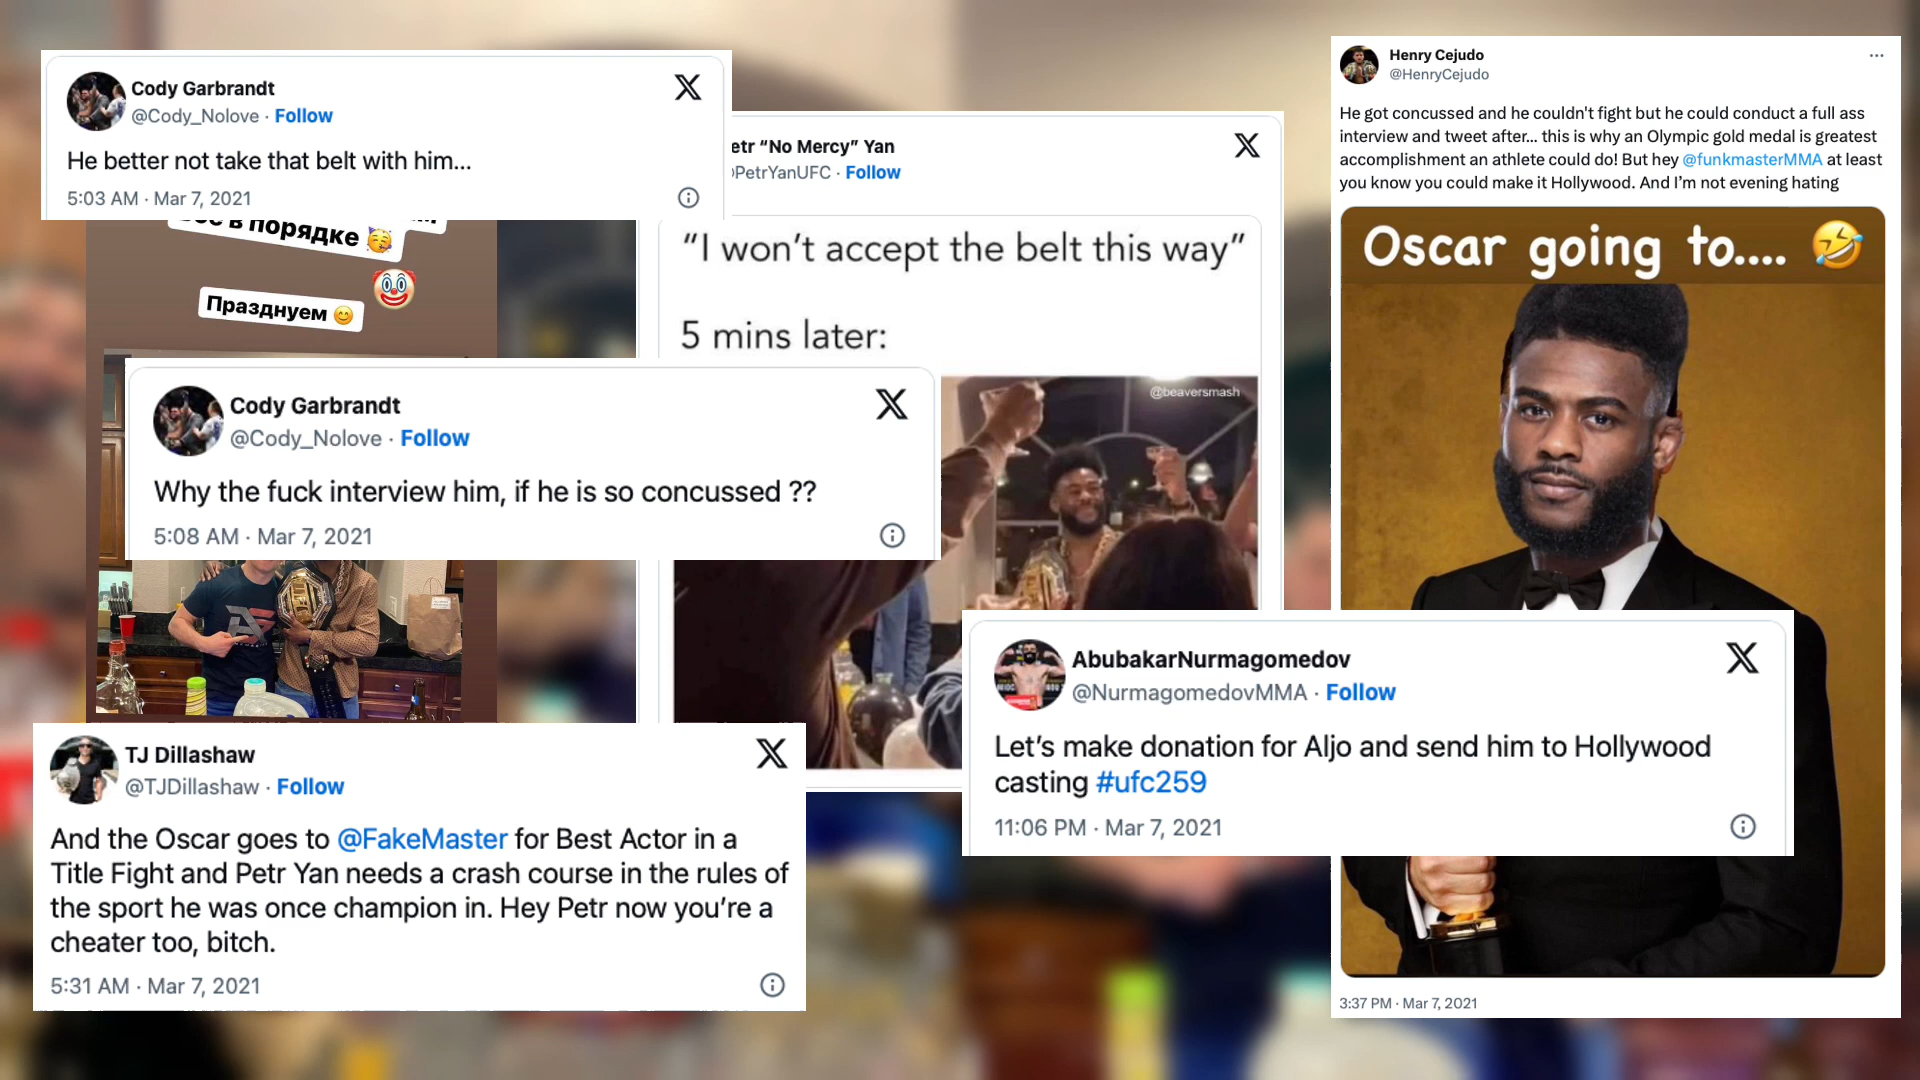 Cody Garbrandt
@Cody_Nolove · Follow
He better not take that belt with him...
5:03 AM · Mar 7, 2021
в порядке 🥳
🤡
Празднуем 😊
etr “No Mercy” Yan
PetrYanUFC · Follow
“I won’t accept the belt this way”
5 mins later:
@beaversmash
Cody Garbrandt
@Cody_Nolove · Follow
Why the fuck interview him, if he is so concussed ??
5:08 AM · Mar 7, 2021
TJ Dillashaw
@TJDillashaw · Follow
And the Oscar goes to @FakeMaster for Best Actor in a
Title Fight and Petr Yan needs a crash course in the rules of
the sport he was once champion in. Hey Petr now you’re a
cheater too, bitch.
5:31 AM · Mar 7, 2021
AbubakarNurmagomedov
@NurmagomedovMMA · Follow
Let’s make donation for Aljo and send him to Hollywood
casting #ufc259
11:06 PM · Mar 7, 2021
Henry Cejudo
@HenryCejudo
He got concussed and he couldn't fight but he could conduct a full ass
interview and tweet after... this is why an Olympic gold medal is greatest
accomplishment an athlete could do! But hey @funkmasterMMA at least
you know you could make it Hollywood. And I’m not evening hating
Oscar going to.... 🤣
3:37 PM · Mar 7, 2021